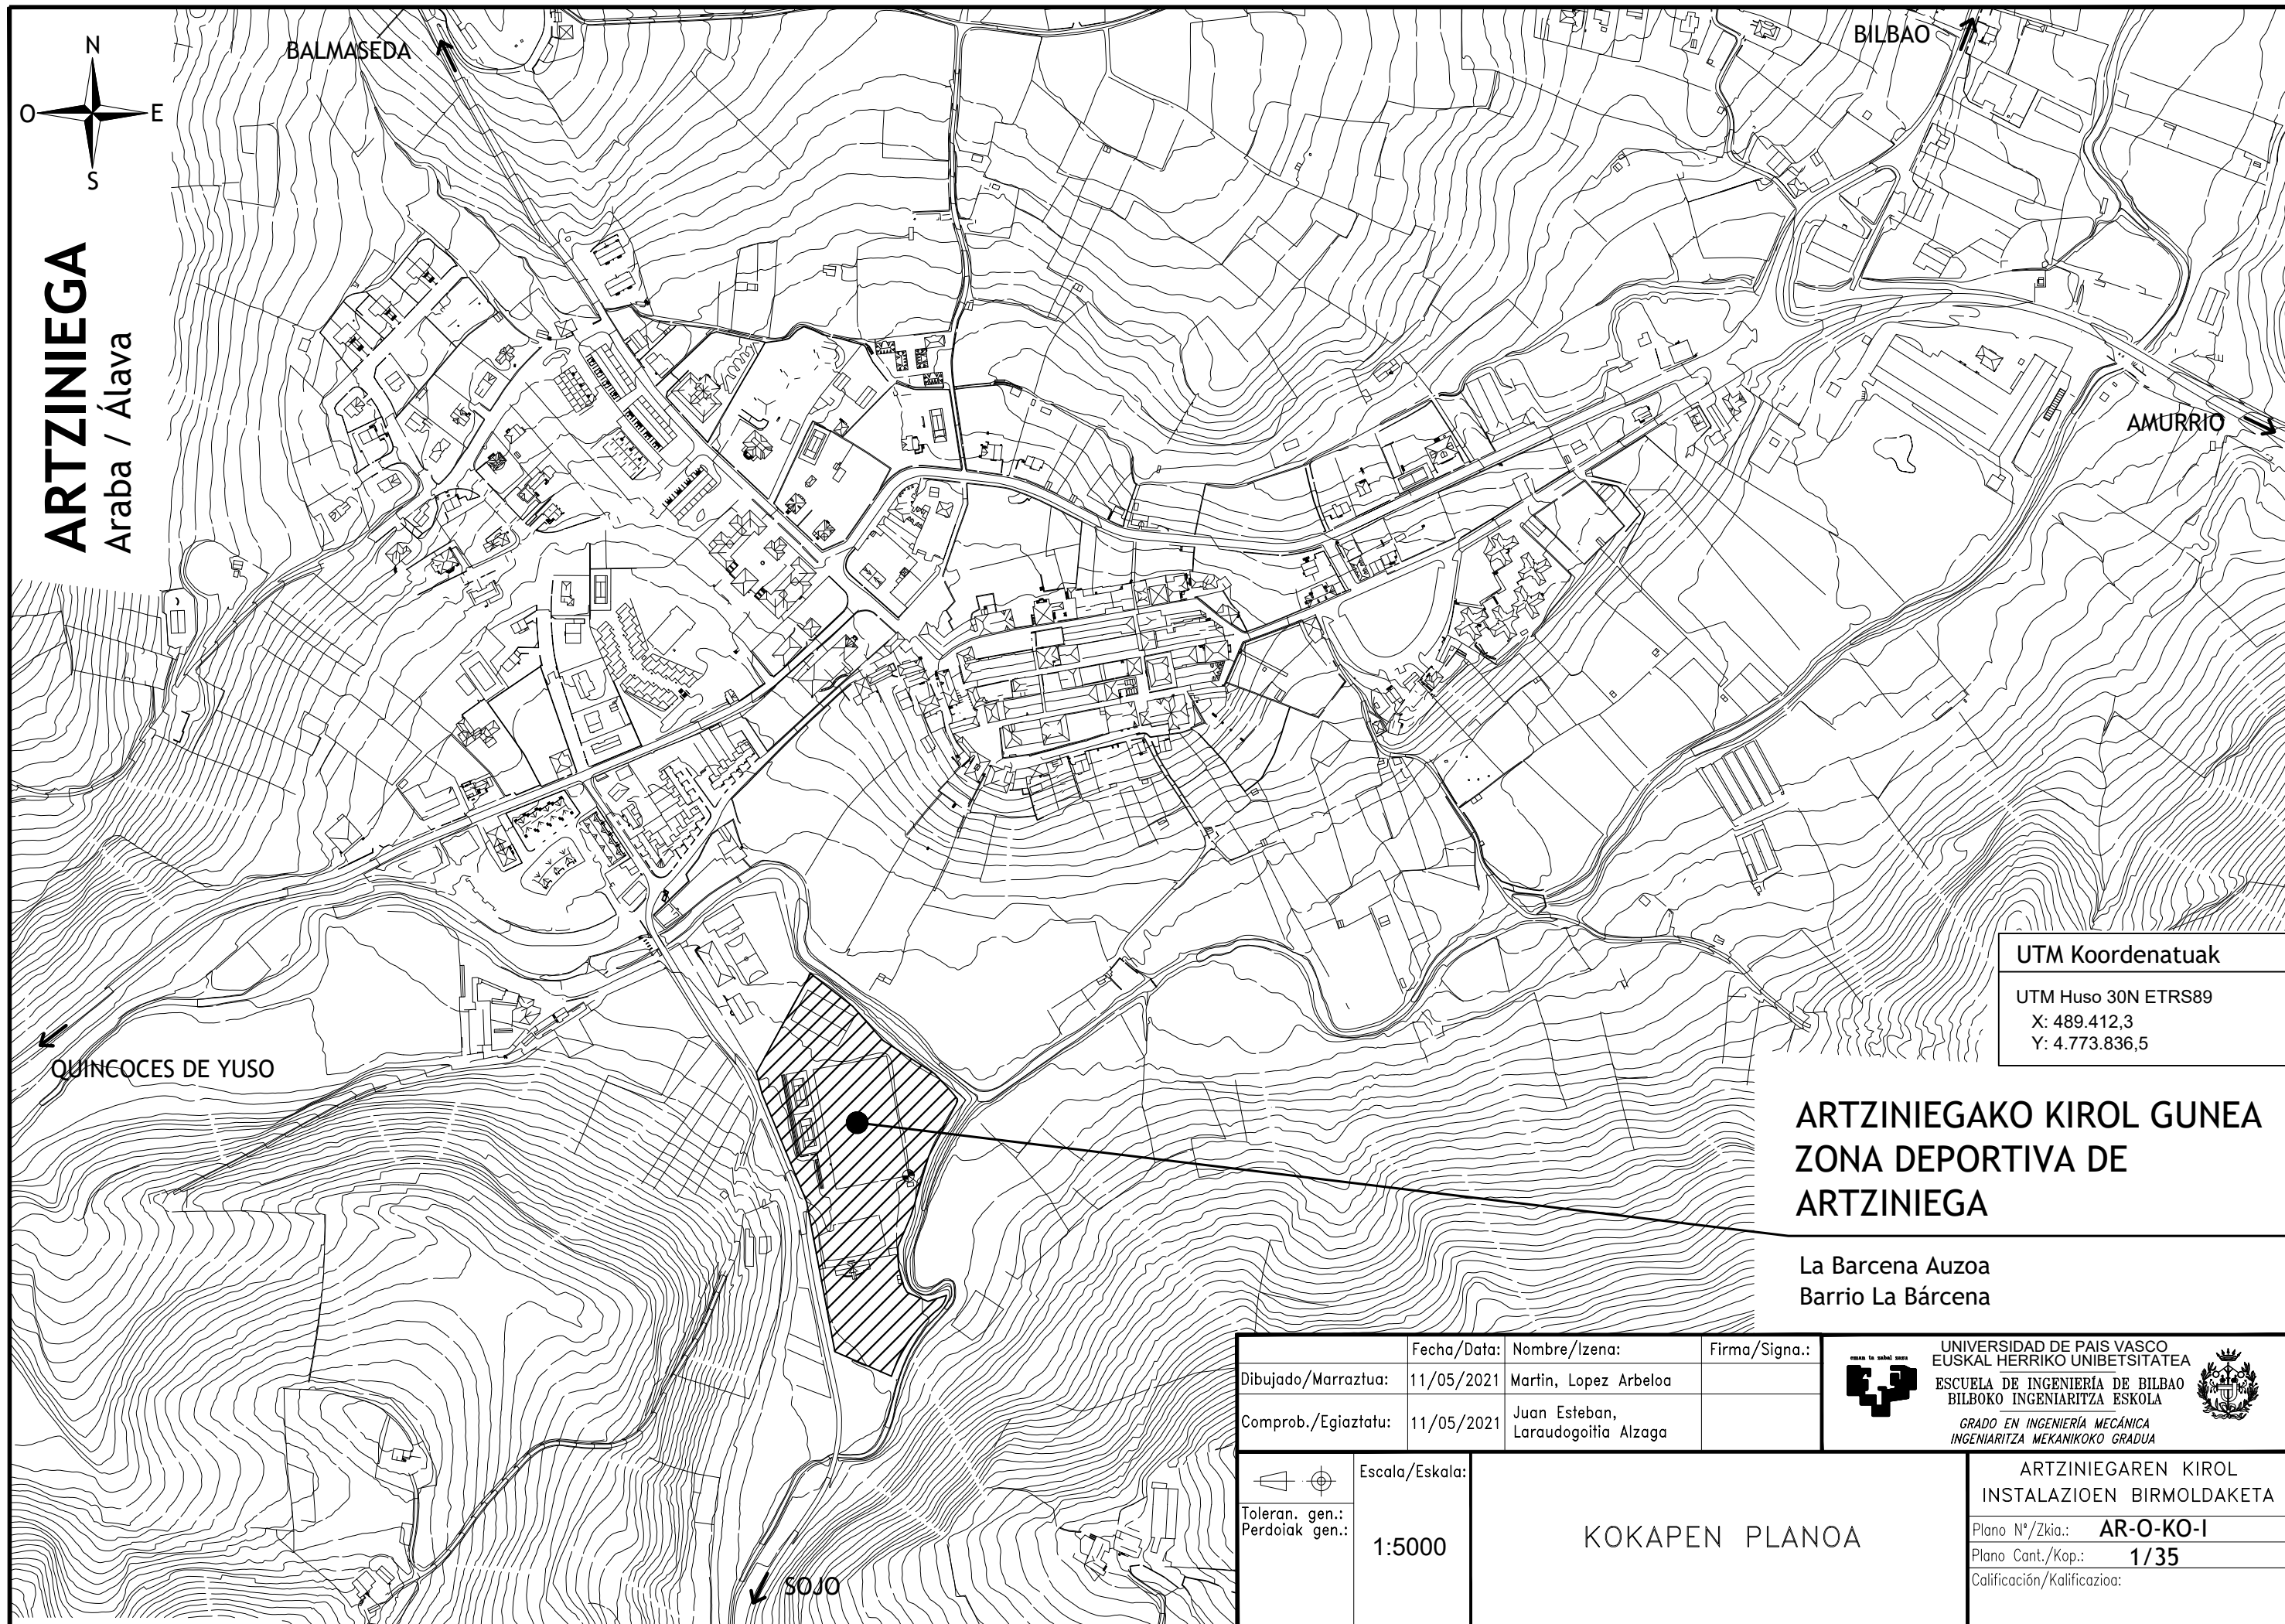 N
O
E
S
BALMASEDA
BILBAO
ARTZINIEGA
Araba / Álava
AMURRIO
QUINCOCES DE YUSO
SOJO
UTM Koordenatuak
UTM Huso 30N ETRS89
X: 489.412,3
Y: 4.773.836,5
ARTZINIEGAKO KIROL GUNEA
ZONA DEPORTIVA DE
ARTZINIEGA
La Barcena Auzoa
Barrio La Bárcena
Fecha/Data: Nombre/Izena: Firma/Signa.:
Dibujado/Marraztua: 11/05/2021 Martin, Lopez Arbeloa
Comprob./Egiaztatu: 11/05/2021 Juan Esteban,
Laraudogoitia Alzaga
eman ta zabal zazu
UNIVERSIDAD DE PAIS VASCO
EUSKAL HERRIKO UNIBETSITATEA
ESCUELA DE INGENIERÍA DE BILBAO
BILBOKO INGENIARITZA ESKOLA
GRADO EN INGENIERÍA MECÁNICA
INGENIARITZA MEKANIKOKO GRADUA
Toleran. gen.:
Perdoiak gen.:
Escala/Eskala:
1:5000
KOKAPEN PLANOA
ARTZINIEGAREN KIROL
INSTALAZIOEN BIRMOLDAKETA
Plano Nº/Zkia.: AR-O-KO-I
Plano Cant./Kop.: 1/35
Calificación/Kalificazioa: